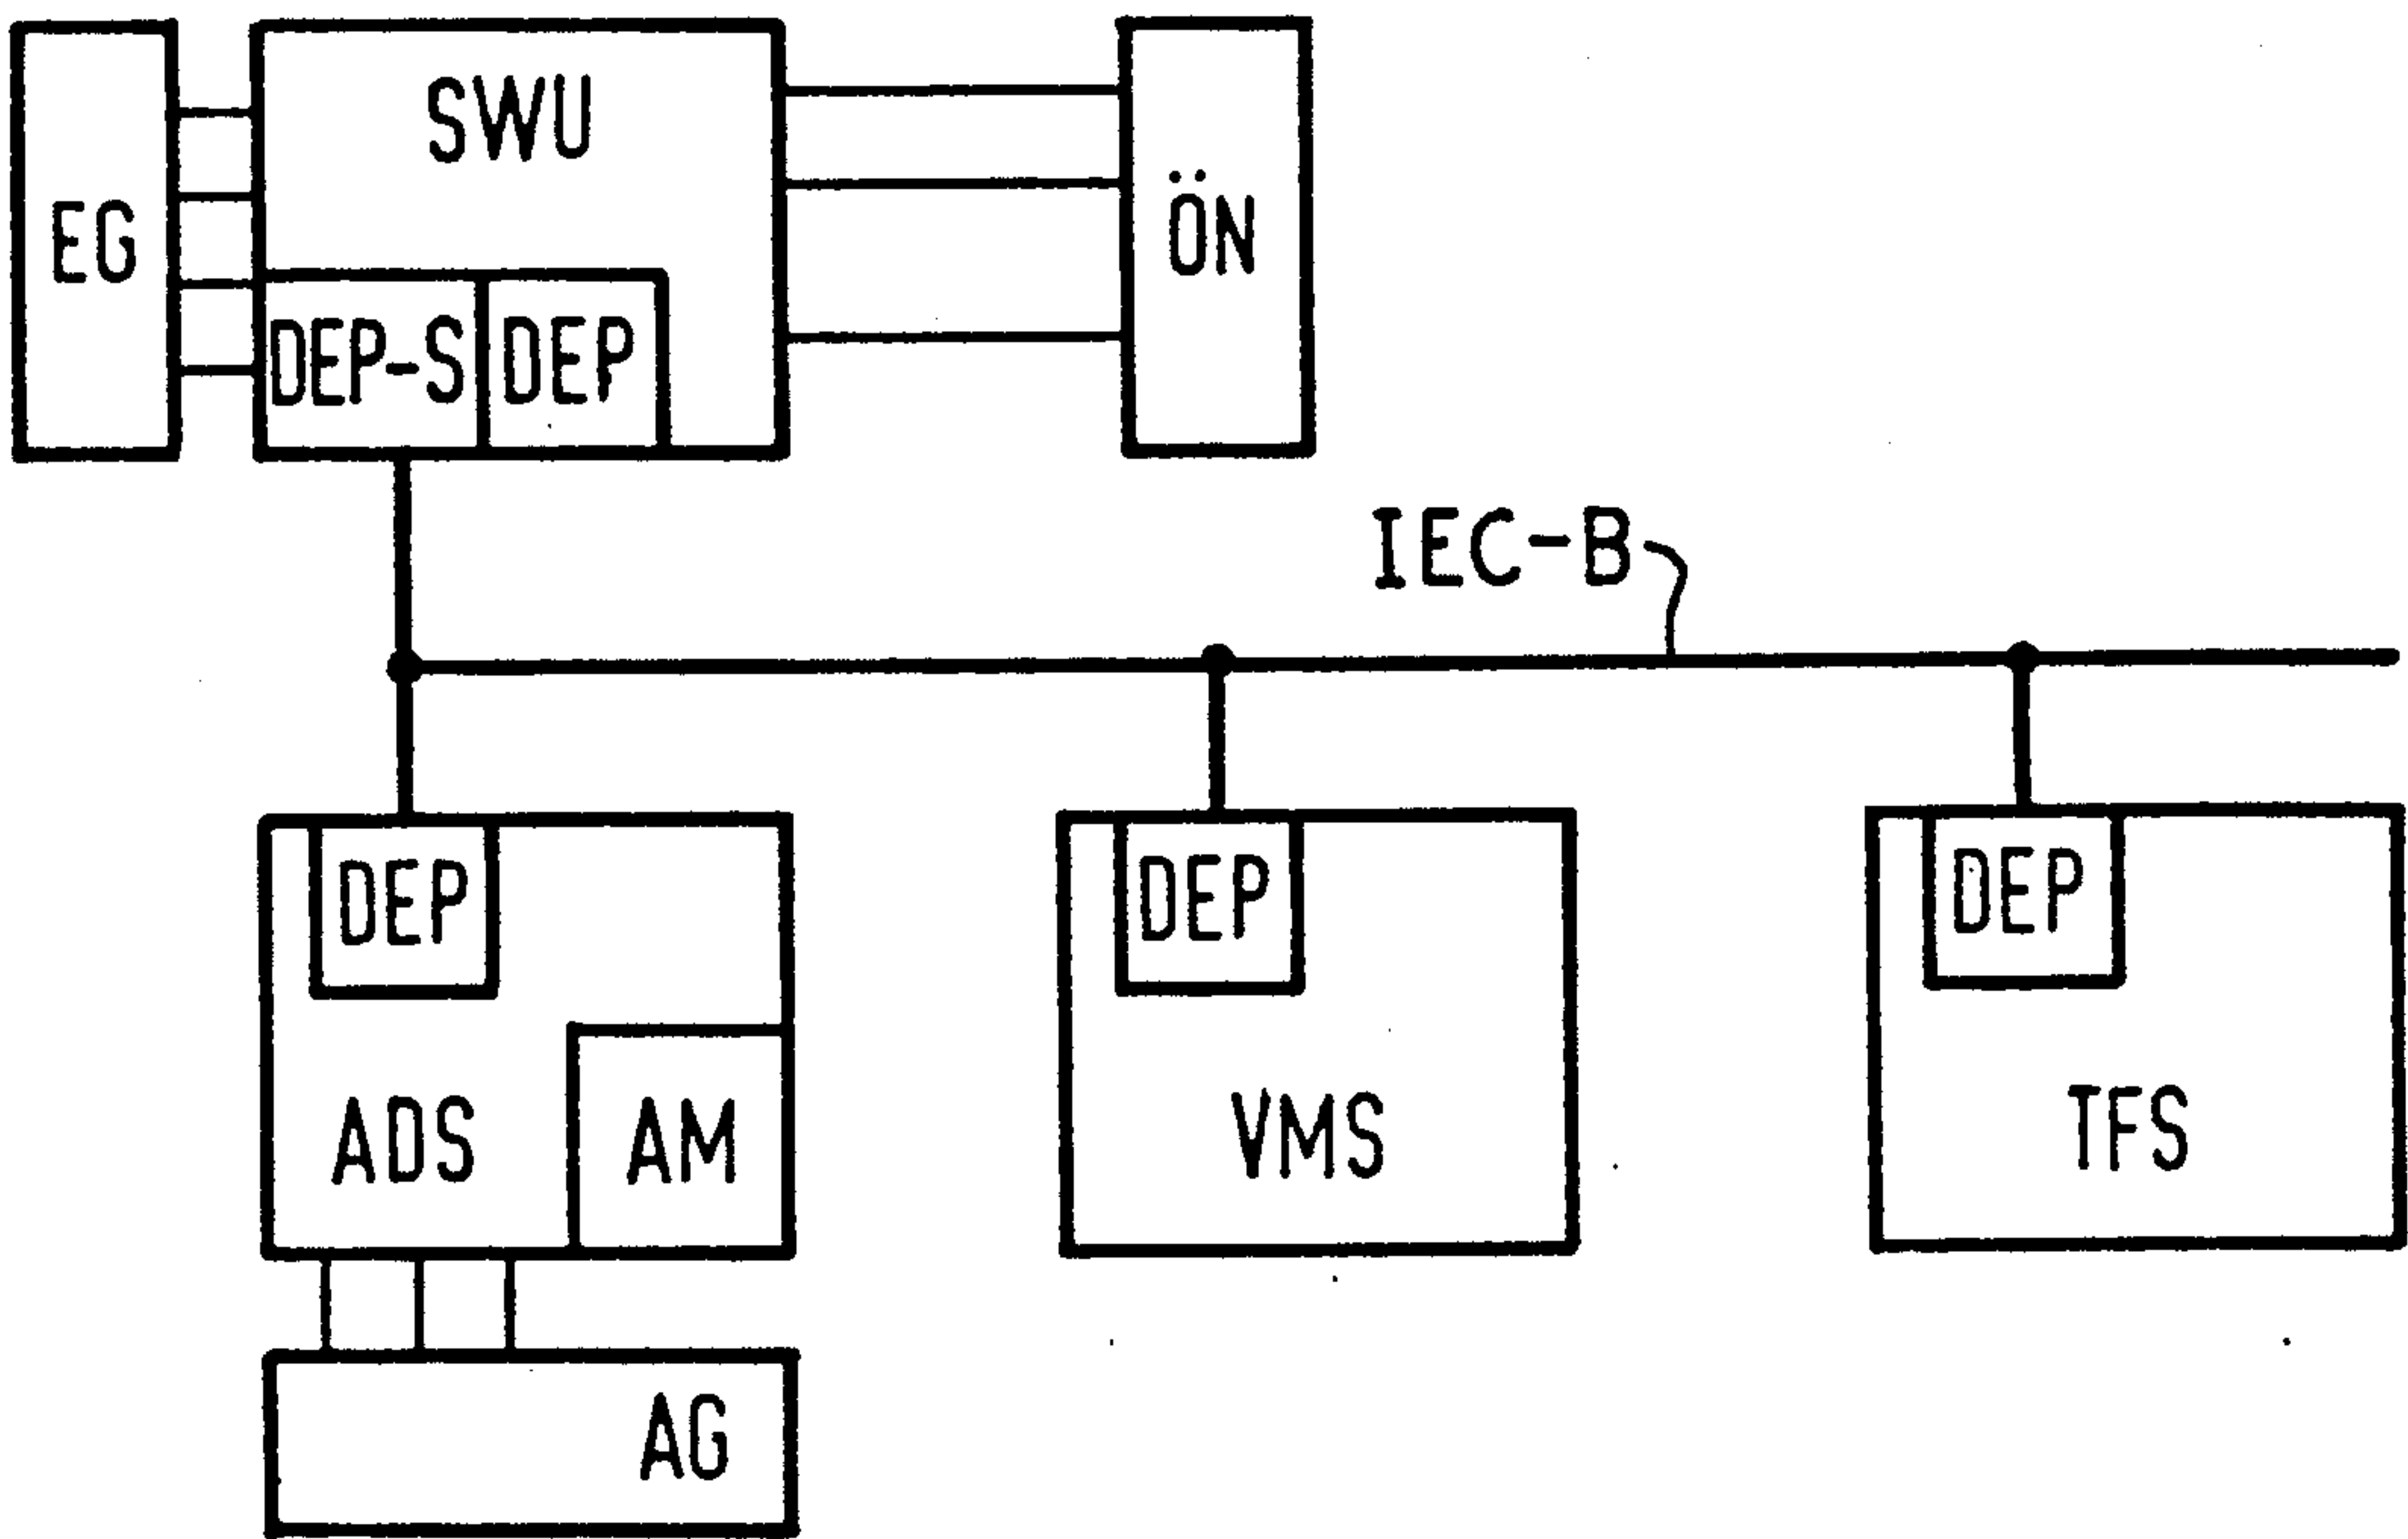 SWU
EG
ÖN
DEP-S DEP
IEC-B
DEP
DEP
DEP
ADS
AM
VMS
TFS
AG